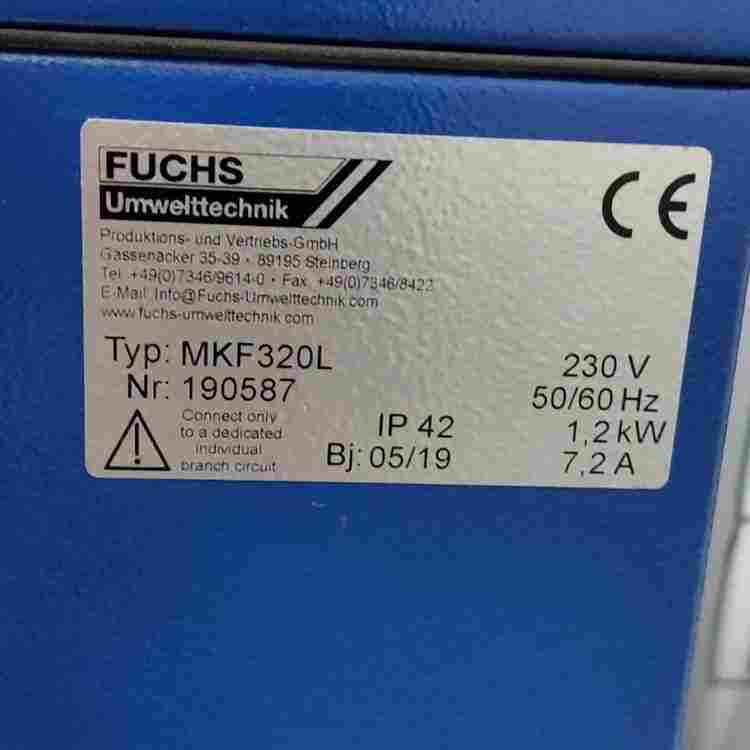 FUCHS
Umwelttechnik
CE
Produktions- und Vertriebs-GmbH
Gassenäcker 35-39 · 89195 Steinberg
Tel. +49(0)7346/9614-0 · Fax. +49(0)7346/8422
E-Mail: Info@Fuchs-Umwelttechnik.com
www.fuchs-umwelttechnik.com
Typ: MKF320L
230 V
Nr: 190587
50/60 Hz
Connect only
to a dedicated
individual
branch circuit
IP 42
1,2 kW
Bj: 05/19
7,2 A